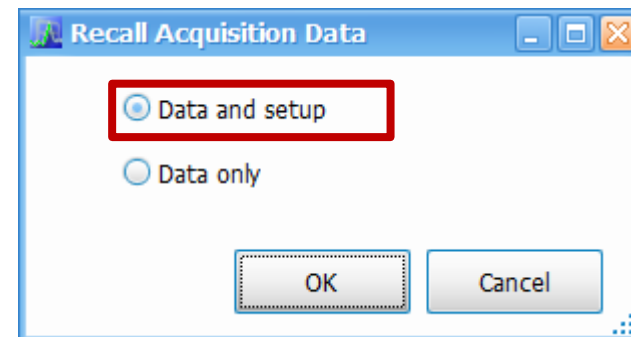 Recall Acquisition Data
Data and setup
Data only
OK
Cancel